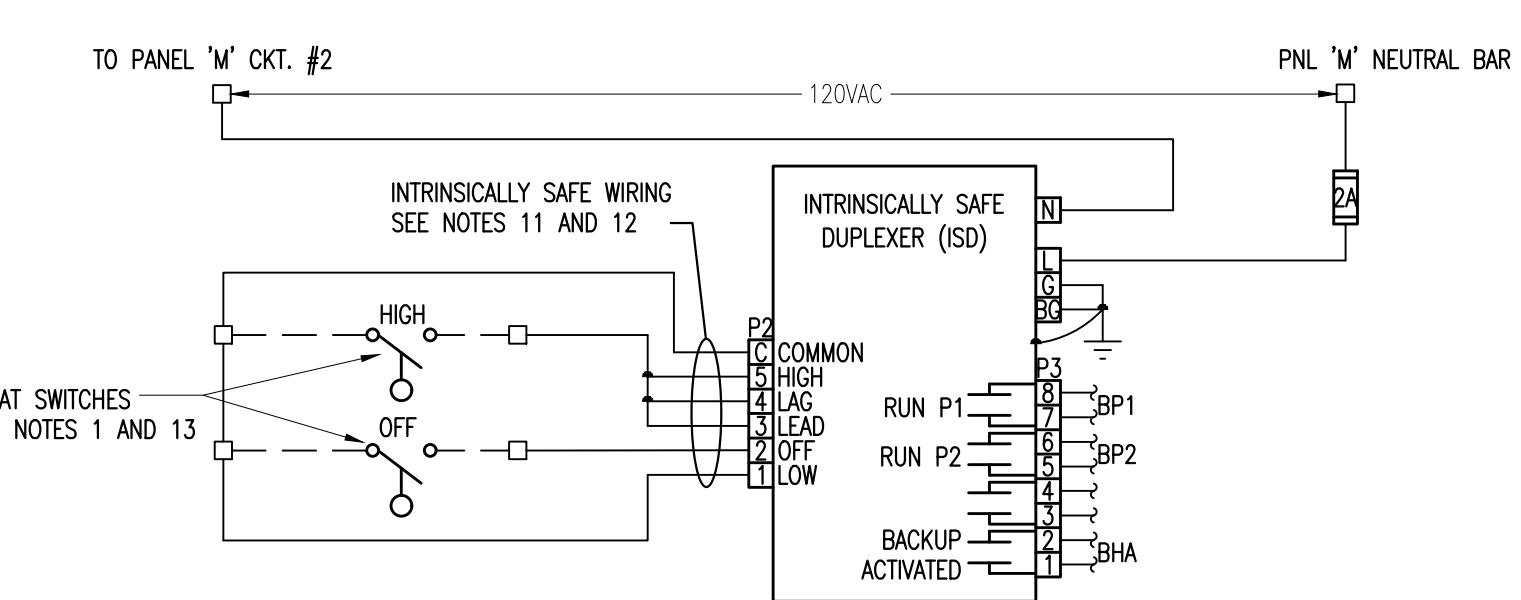 TO PANEL 'M' CKT. #2
PNL 'M' NEUTRAL BAR
120VAC
2A
INTRINSICALLY SAFE WIRING
SEE NOTES 11 AND 12
INTRINSICALLY SAFE
DUPLEXER (ISD)
N
L
G
BG
HIGH
AT SWITCHES
NOTES 1 AND 13
OFF
P2
C COMMON
5 HIGH
4 LAG
3 LEAD
2 OFF
1 LOW
P3
RUN P1
8
7
BP1
RUN P2
6
5
BP2
4
3
BACKUP
ACTIVATED
2
1
BHA